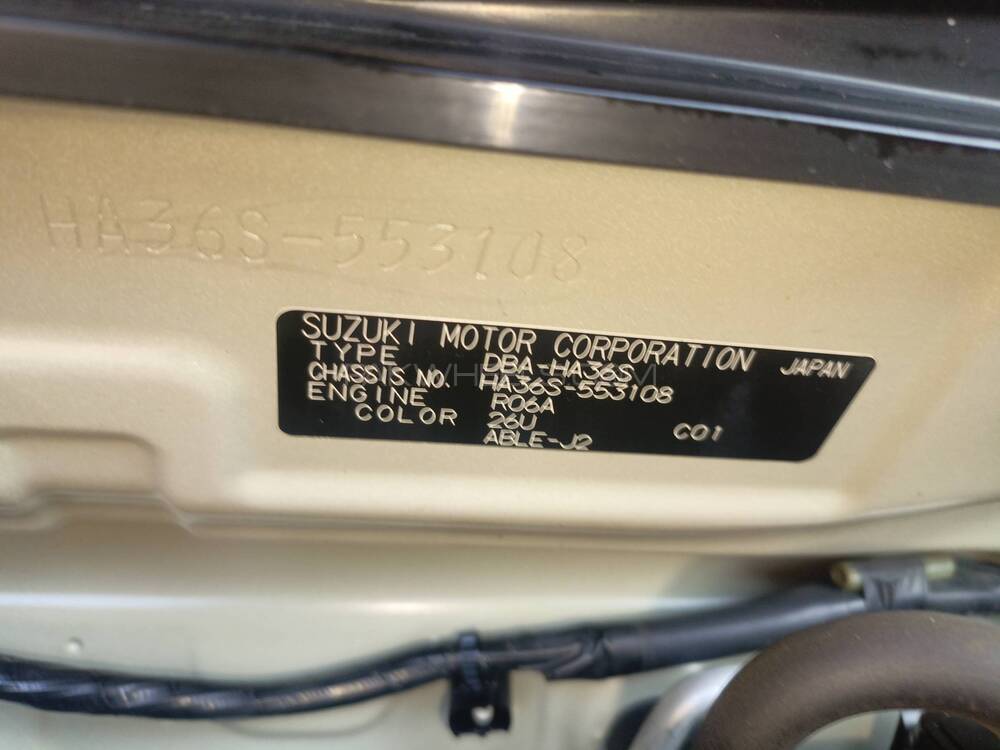 HA36S-553108
SUZUKI MOTOR CORPORATION JAPAN
TYPE DBA-HA36S
CHASSIS NO. HA36S-553108
ENGINE R06A
COLOR 26U C01
ABLE-J2